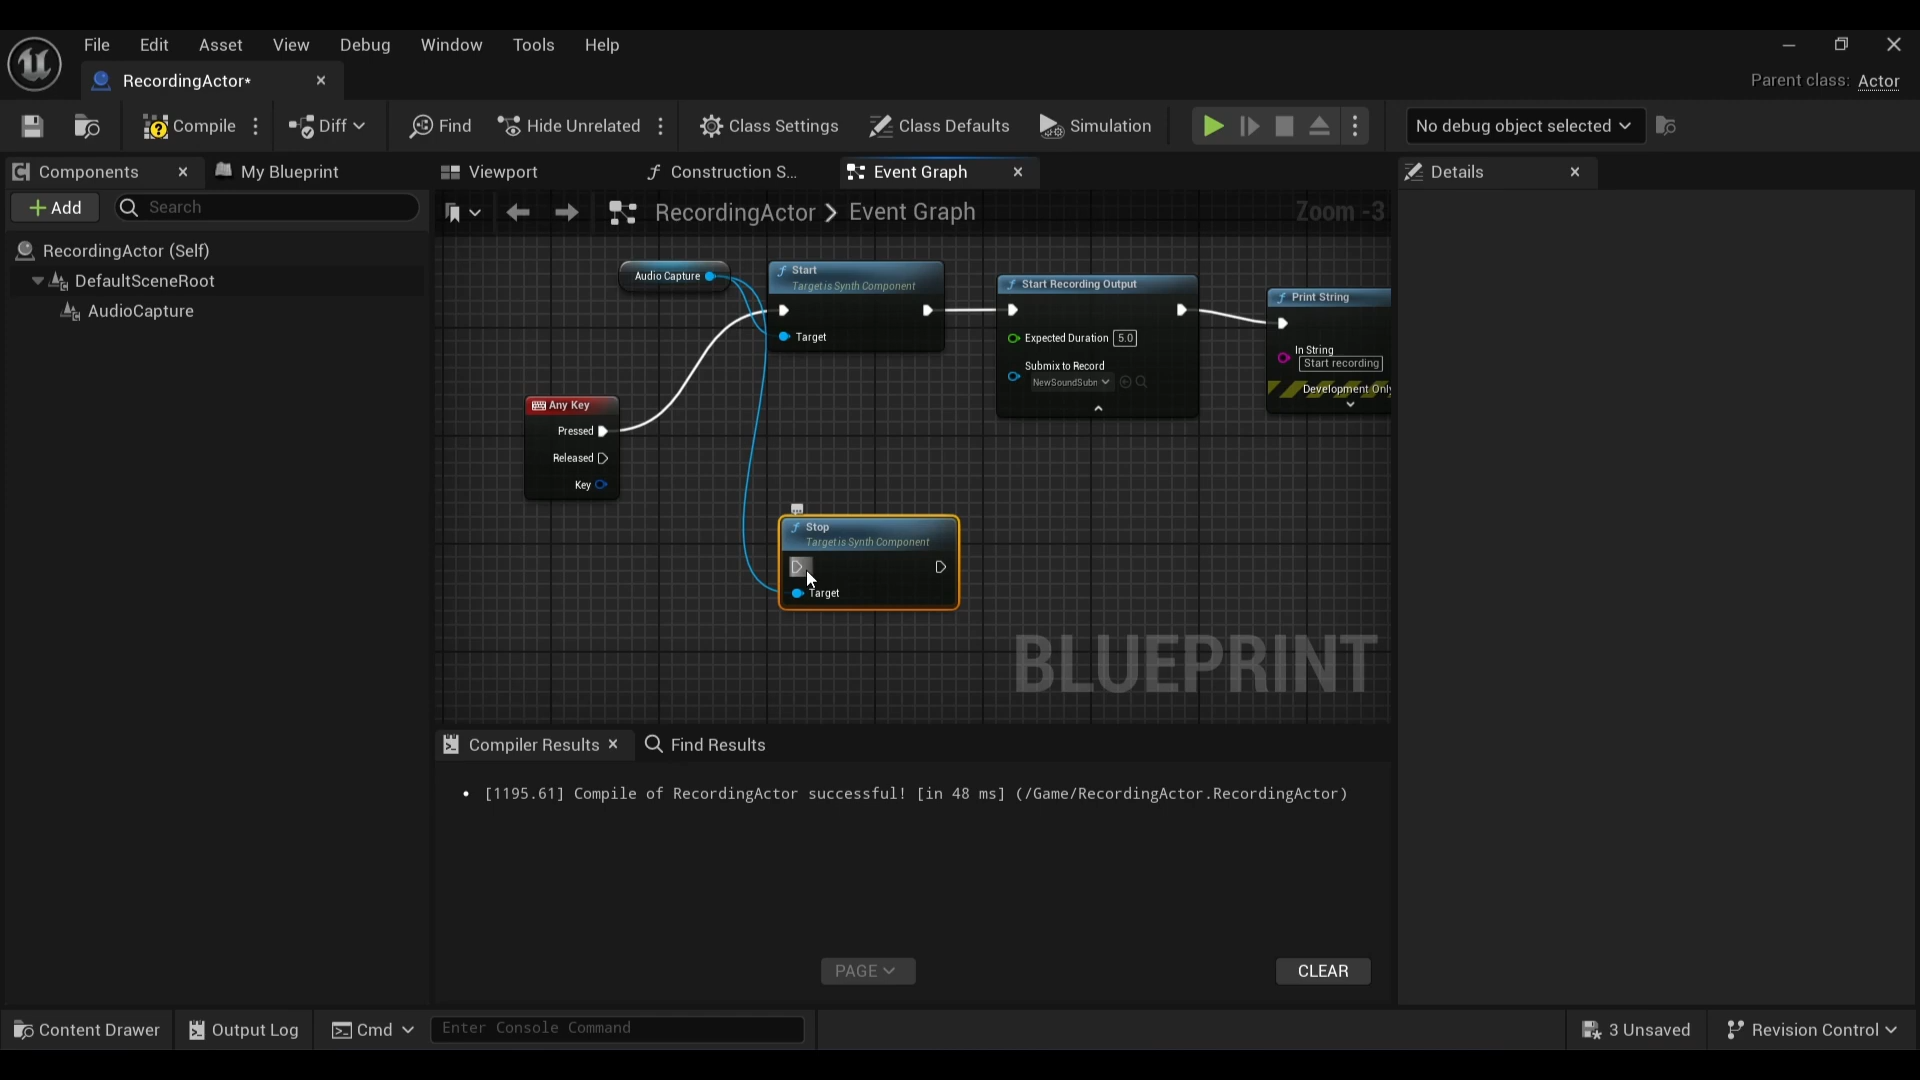 File Edit Asset View Debug Window Tools Help
RecordingActor*
Parent class: Actor
Compile Diff Find Hide Unrelated Class Settings Class Defaults Simulation No debug object selected
Components My Blueprint Viewport Construction S... Event Graph Details
Add Search
RecordingActor > Event Graph
Zoom -3
RecordingActor (Self)
DefaultSceneRoot
AudioCapture
Audio Capture
Start
Target is Synth Component
Target
Start Recording Output
Expected Duration 5.0
Submix to Record
NewSoundSubn
Print String
In String
Start recording
Development Only
Any Key
Pressed
Released
Key
Stop
Target is Synth Component
Target
BLUEPRINT
Compiler Results Find Results
• [1195.61] Compile of RecordingActor successful! [in 48 ms] (/Game/RecordingActor.RecordingActor)
PAGE CLEAR
Content Drawer Output Log Cmd Enter Console Command 3 Unsaved Revision Control